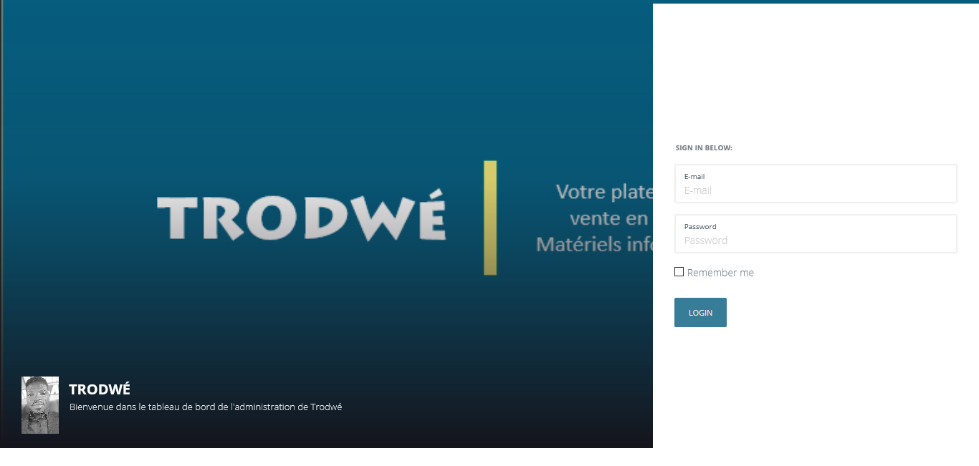 TRODWÉ
Votre plate
vente en
Matériels info
TRODWÉ
Bienvenue dans le tableau de bord de l'administration de Trodwé
SIGN IN BELOW:
E-mail
E-mail
Password
Password
Remember me
LOGIN